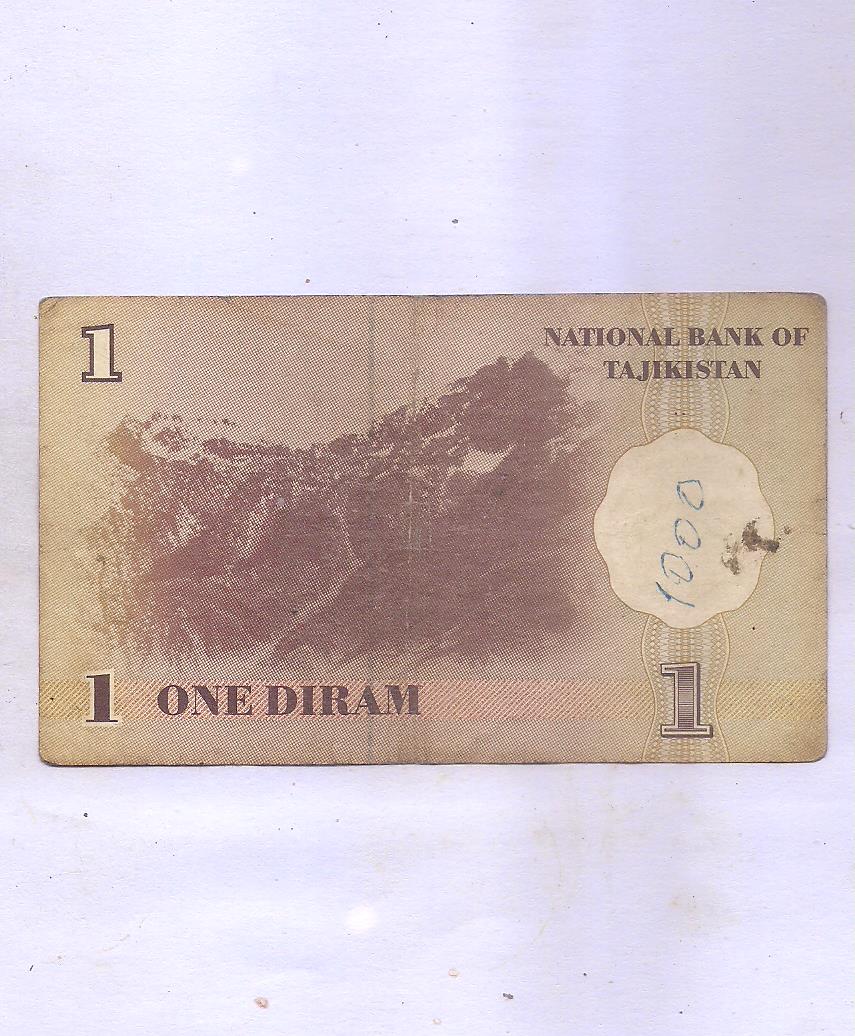 1
NATIONAL BANK OF
TAJIKISTAN
1000
1 ONE DIRAM
1